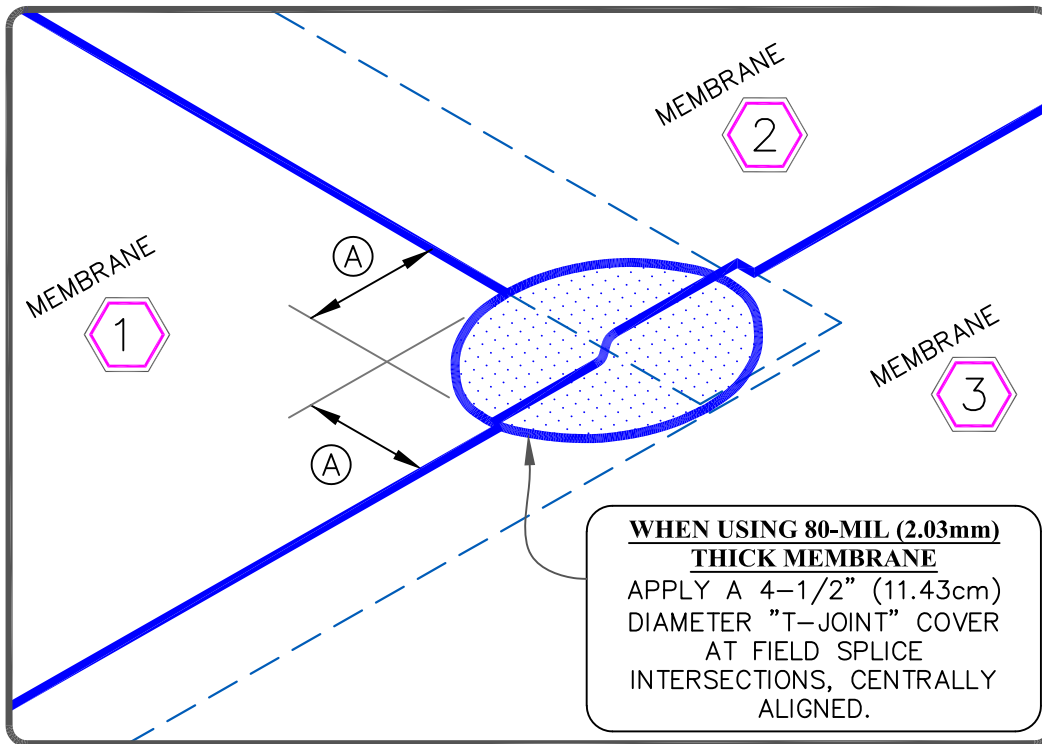 MEMBRANE
2
MEMBRANE
1
A
A
MEMBRANE
3
WHEN USING 80-MIL (2.03mm)
THICK MEMBRANE
APPLY A 4-1/2" (11.43cm)
DIAMETER "T-JOINT" COVER
AT FIELD SPLICE
INTERSECTIONS, CENTRALLY
ALIGNED.